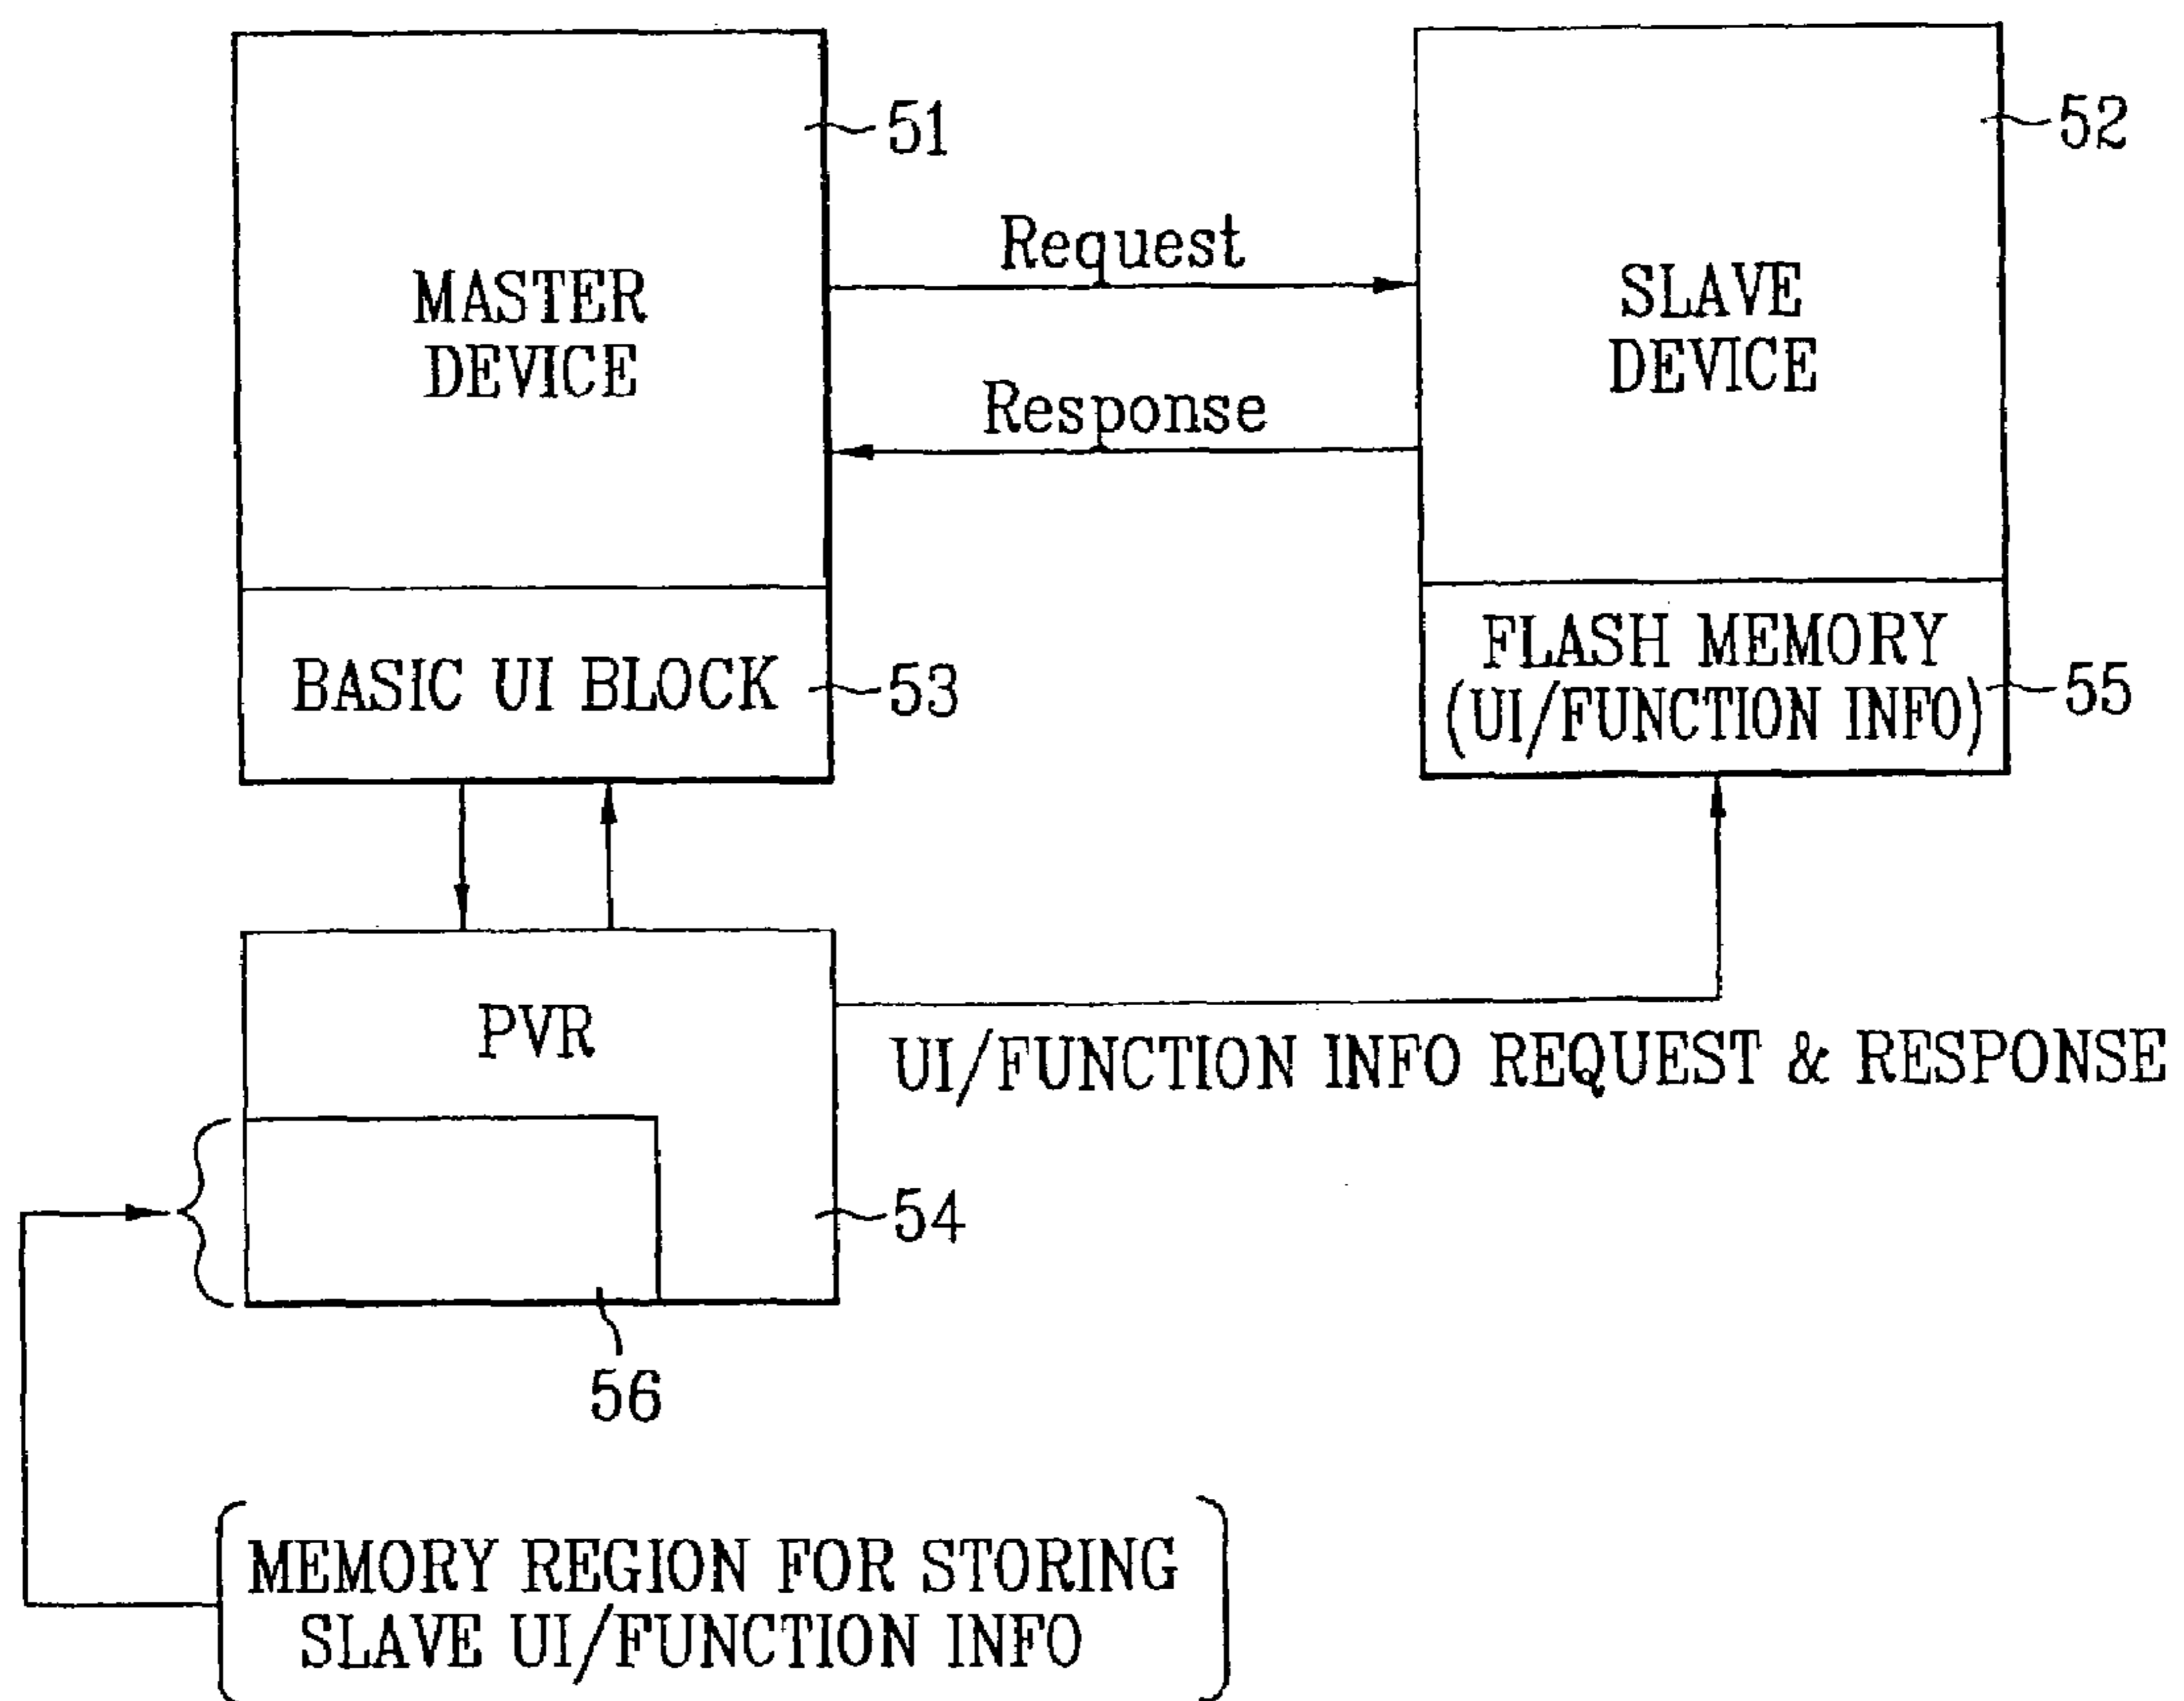 51
52
Request
MASTER
DEVICE
SLAVE
DEVICE
Response
BASIC UI BLOCK
53
FLASH MEMORY
(UI/FUNCTION INFO)
55
PVR
UI/FUNCTION INFO REQUEST & RESPONSE
54
56
MEMORY REGION FOR STORING
SLAVE UI/FUNCTION INFO